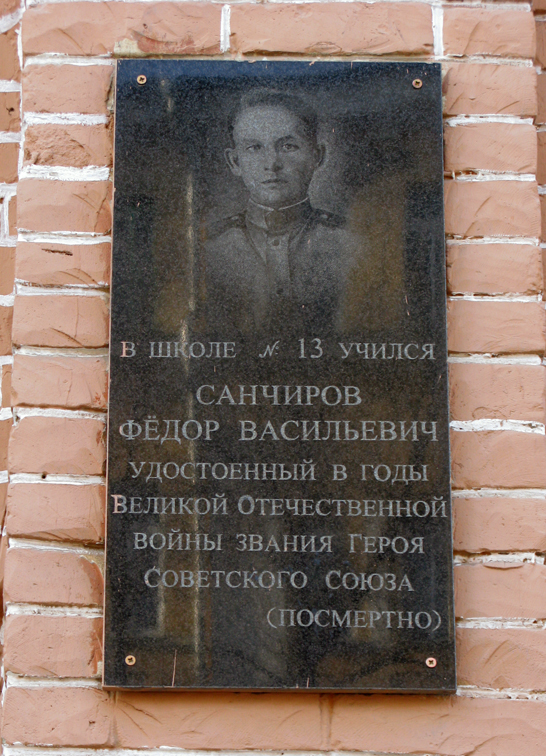 В ШКОЛЕ № 13 УЧИЛСЯ
САНЧИРОВ
ФЁДОР ВАСИЛЬЕВИЧ
УДОСТОЕННЫЙ В ГОДЫ
ВЕЛИКОЙ ОТЕЧЕСТВЕННОЙ
ВОЙНЫ ЗВАНИЯ ГЕРОЯ
СОВЕТСКОГО СОЮЗА
(ПОСМЕРТНО)